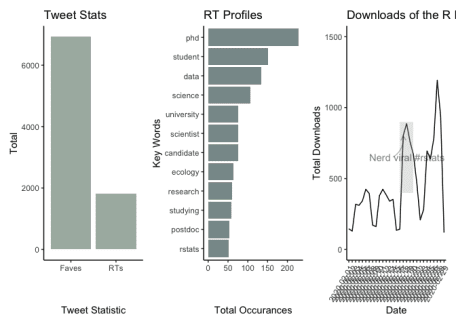 Tweet Stats
Total
6000
4000
2000
0
Faves
RTs
Tweet Statistic
RT Profiles
Key Words
phd
student
data
science
university
scientist
candidate
ecology
research
studying
postdoc
rstats
0 50 100 150 200
Total Occurances
Downloads of the R
Total Downloads
1500
1000
500
0
Nerd viral #rstats
Date